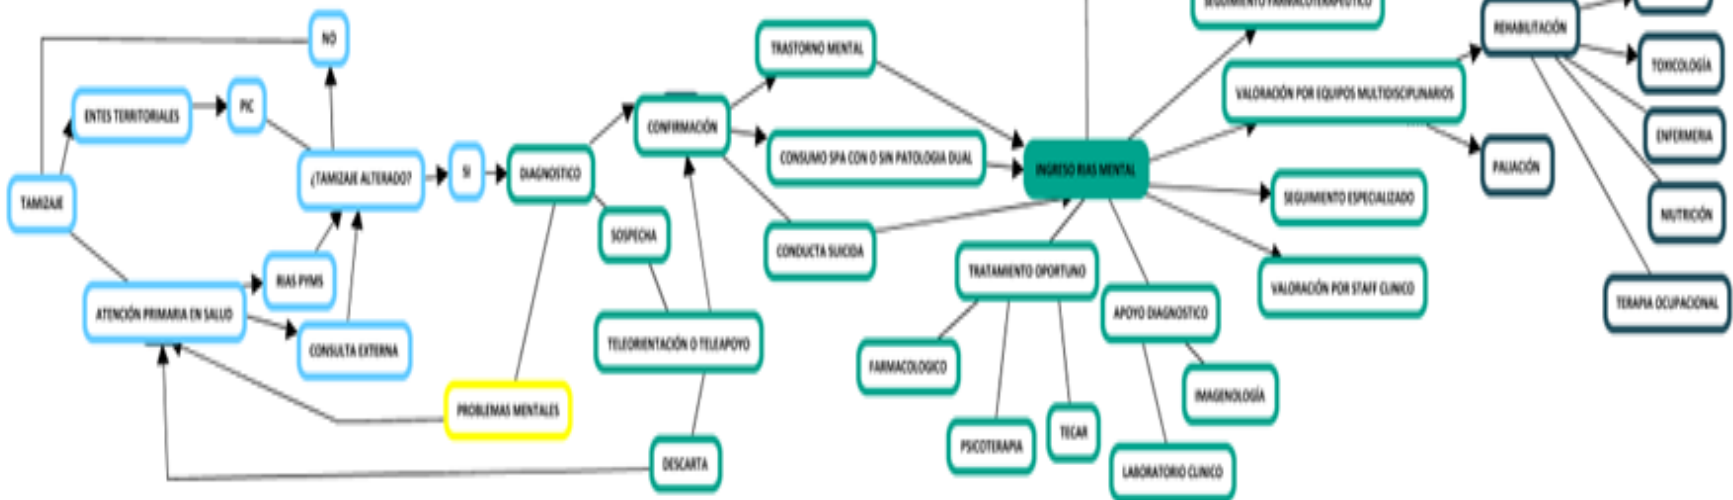 NO
ENTES TERRITORIALES
PIC
TAMIZAJE
¿TAMIZAJE ALTERADO?
SI
ATENCIÓN PRIMARIA EN SALUD
RIAS PYMS
CONSULTA EXTERNA
DIAGNOSTICO
PROBLEMAS MENTALES
SOSPECHA
TELEORIENTACIÓN O TELEAPOYO
DESCARTA
CONFIRMACIÓN
TRASTORNO MENTAL
CONSUMO SPA CON O SIN PATOLOGIA DUAL
CONDUCTA SUICIDA
INGRESO RIAS MENTAL
TRATAMIENTO OPORTUNO
FARMACOLOGICO
PSICOTERAPIA
TECAR
APOYO DIAGNOSTICO
IMAGENOLOGÍA
LABORATORIO CLINICO
SEGUIMIENTO FARMACOTERAPEUTICO
VALORACIÓN POR EQUIPOS MULTIDISCIPLINARIOS
SEGUIMIENTO ESPECIALIZADO
VALORACIÓN POR STAFF CLINICO
REHABILITACIÓN
PALIACIÓN
TOXICOLOGÍA
ENFERMERIA
NUTRICIÓN
TERAPIA OCUPACIONAL